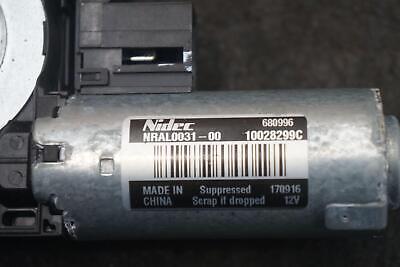 Nidec 680996
NRAL0031-00 10028299C
MADE IN Suppressed 170916
CHINA Scrap if dropped 12V